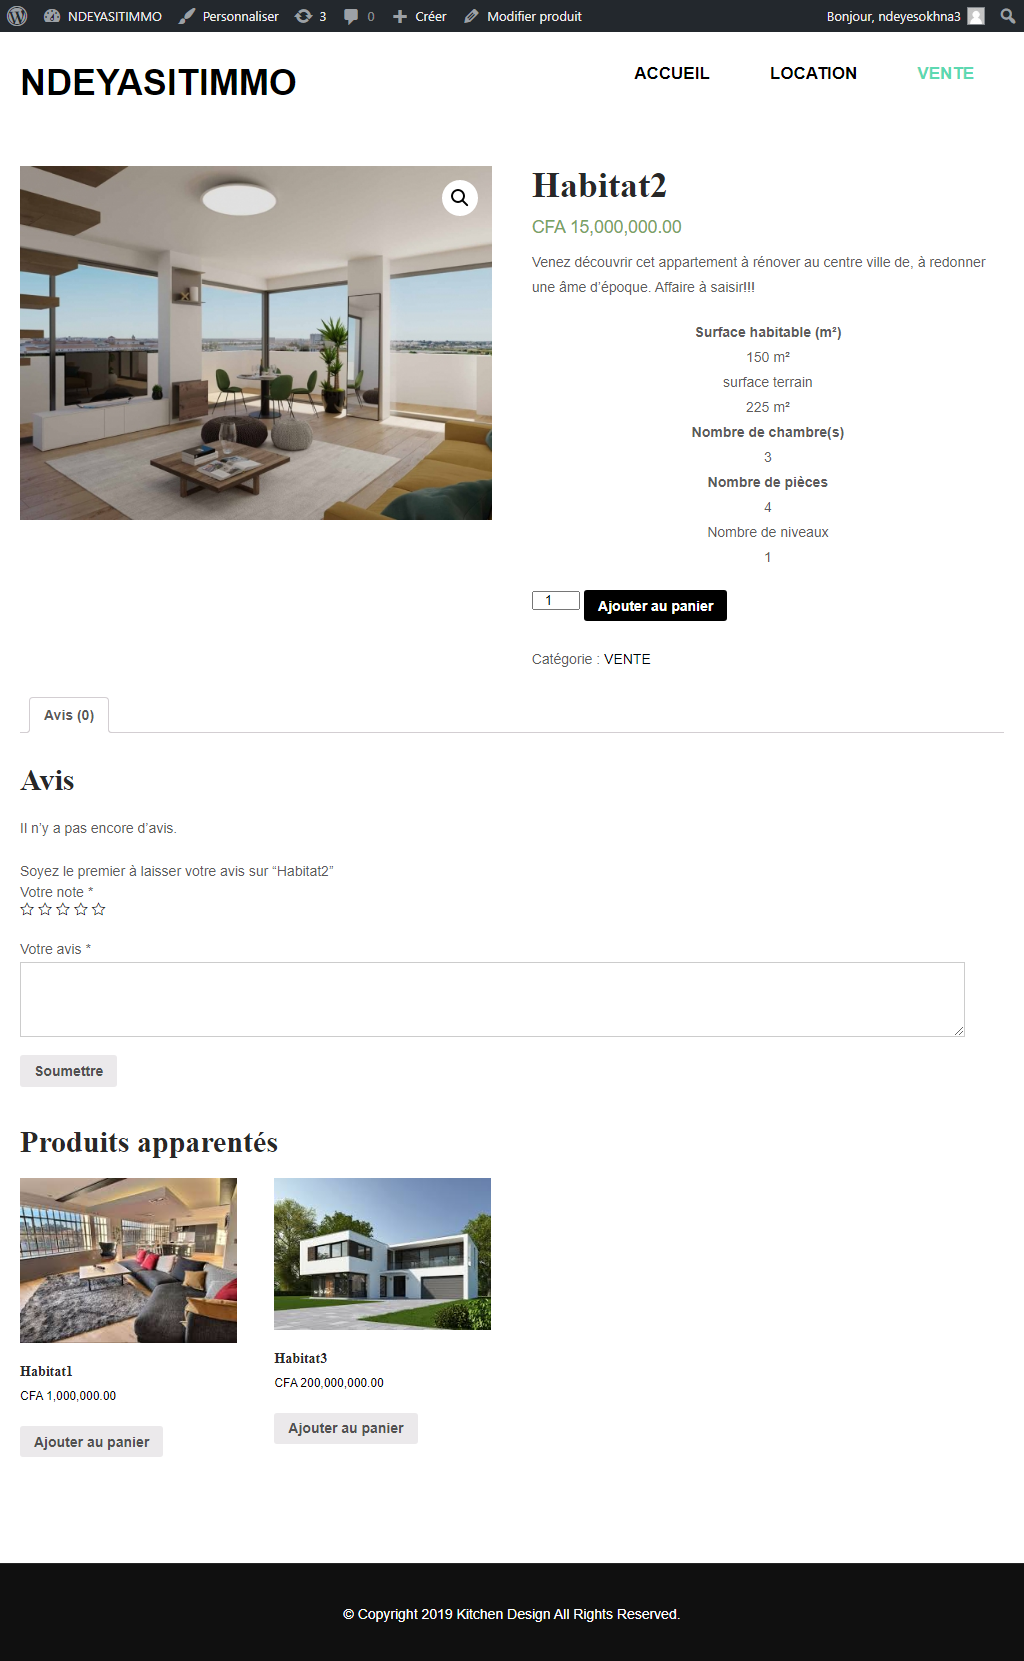 NDEYASITIMMO Personnaliser 3 0 Créer Modifier produit Bonjour, ndeyesokhna3
NDEYASITIMMO
ACCUEIL LOCATION VENTE
Habitat2
CFA 15,000,000.00
Venez découvrir cet appartement à rénover au centre ville de, à redonner
une âme d’époque. Affaire à saisir!!!
Surface habitable (m²)
150 m²
surface terrain
225 m²
Nombre de chambre(s)
3
Nombre de pièces
4
Nombre de niveaux
1
1 Ajouter au panier
Catégorie : VENTE
Avis (0)
Avis
Il n’y a pas encore d’avis.
Soyez le premier à laisser votre avis sur “Habitat2”
Votre note *
Votre avis *
Soumettre
Produits apparentés
Habitat1
CFA 1,000,000.00
Ajouter au panier
Habitat3
CFA 200,000,000.00
Ajouter au panier
© Copyright 2019 Kitchen Design All Rights Reserved.